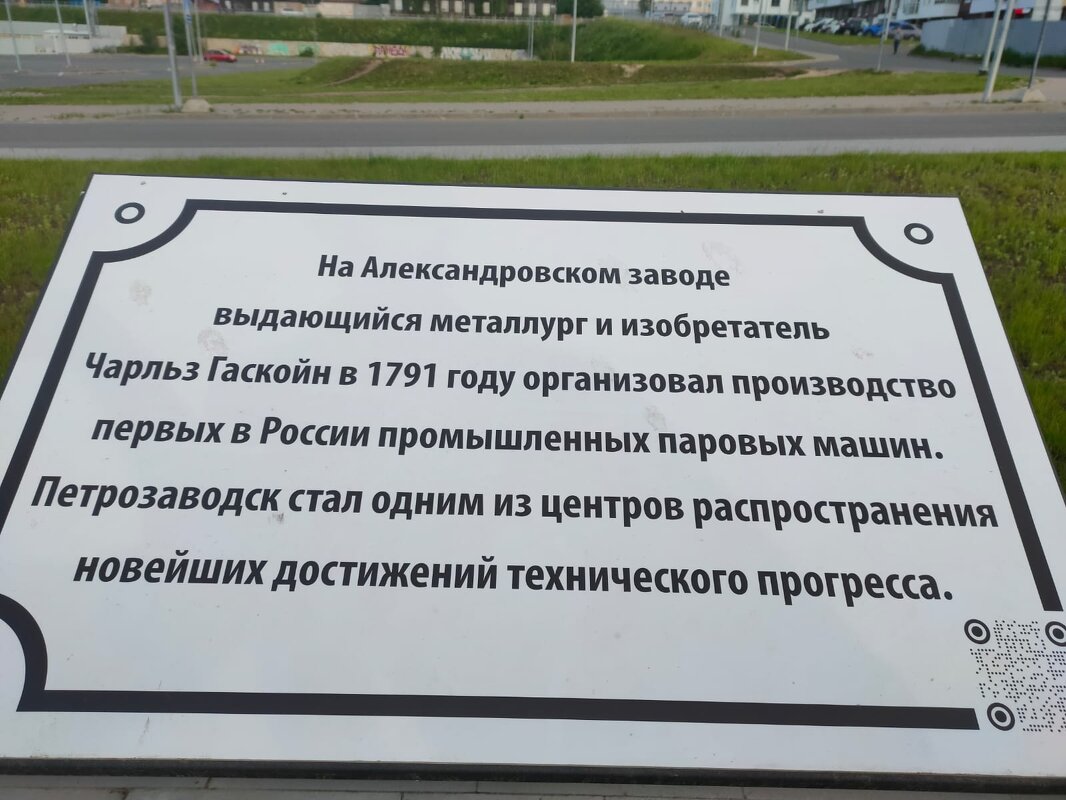 На Александровском заводе
выдающийся металлург и изобретатель
Чарльз Гаскойн в 1791 году организовал производство
первых в России промышленных паровых машин.
Петрозаводск стал одним из центров распространения
новейших достижений технического прогресса.